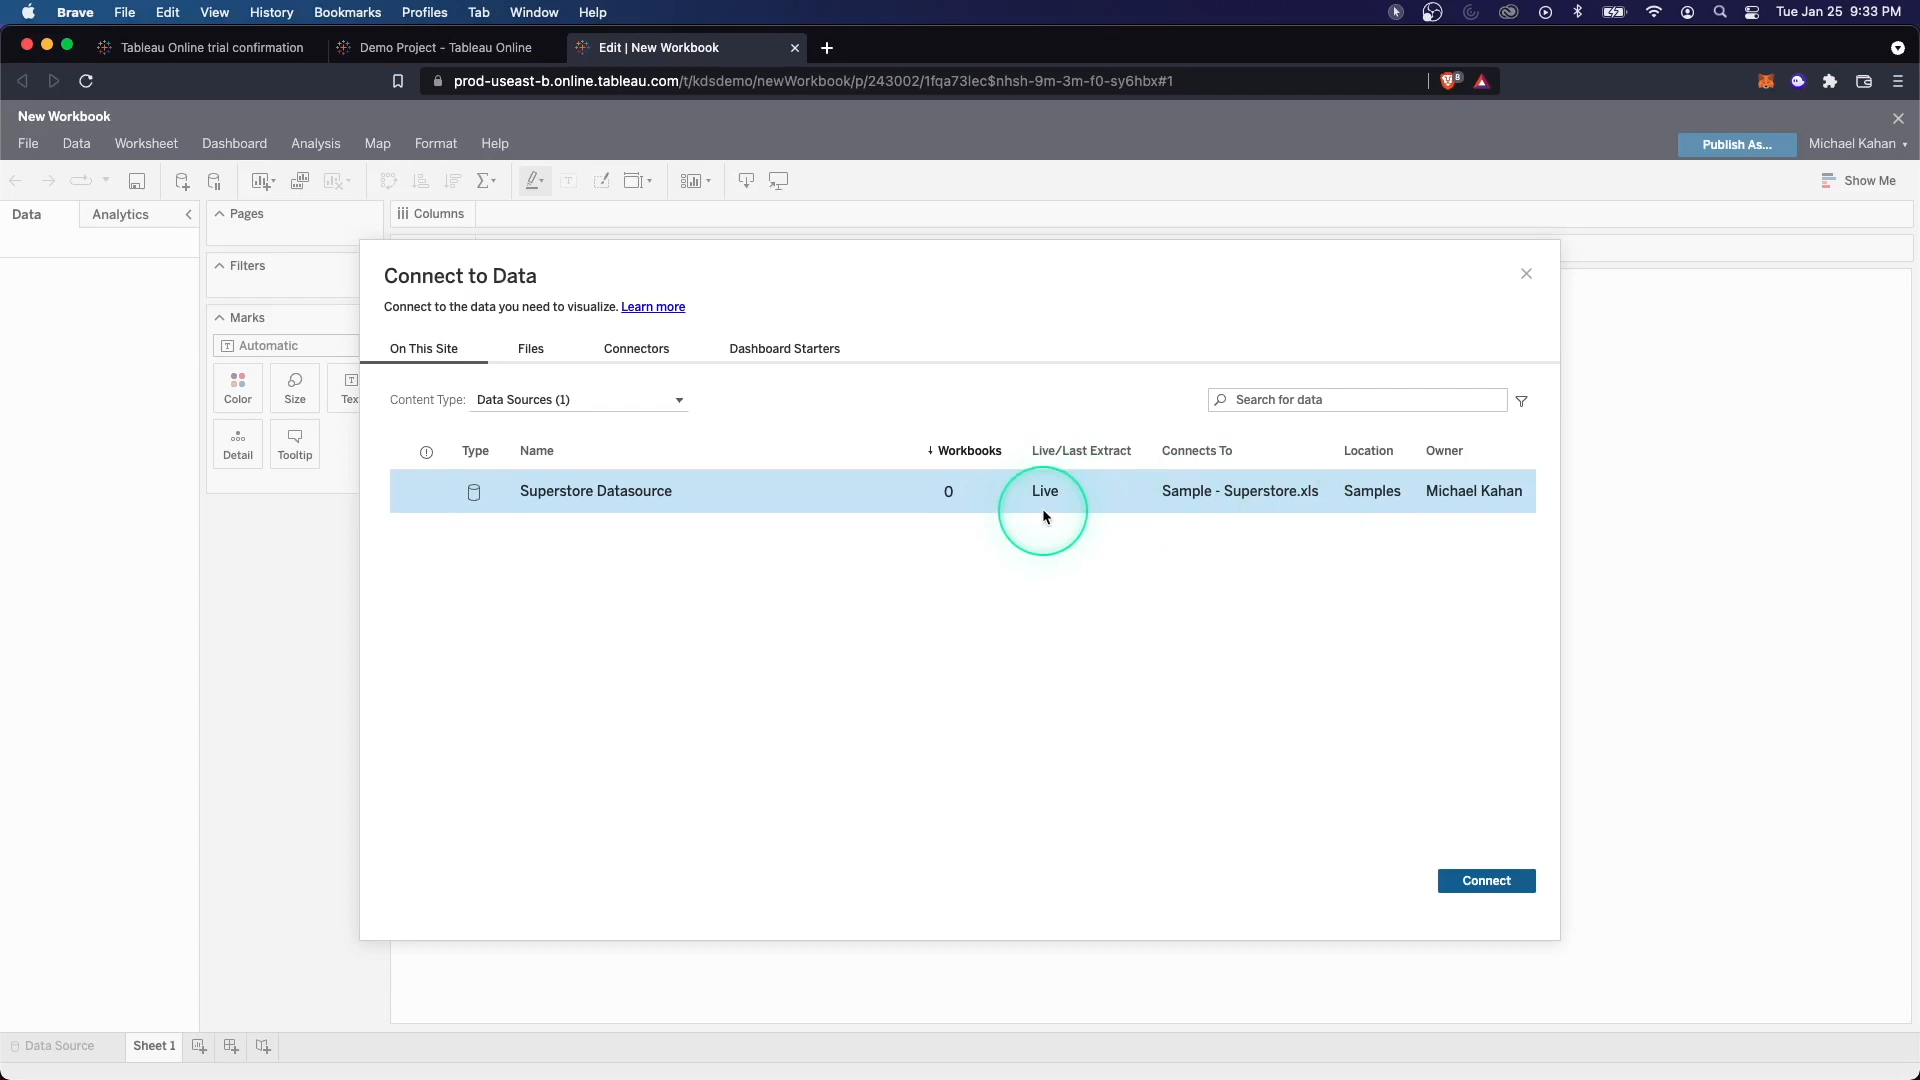 Brave File Edit View History Bookmarks Profiles Tab Window Help Tue Jan 25 9:33 PM
Tableau Online trial confirmation Demo Project - Tableau Online Edit | New Workbook
prod-useast-b.online.tableau.com/t/kdsdemo/newWorkbook/p/243002/1fqa73lec$nhsh-9m-3m-f0-sy6hbx#1 8
New Workbook
File Data Worksheet Dashboard Analysis Map Format Help Publish As... Michael Kahan
Show Me
Data Analytics Pages Columns
Filters
Marks
Automatic
Color Size Tex
Detail Tooltip
Connect to Data
Connect to the data you need to visualize. Learn more
On This Site Files Connectors Dashboard Starters
Content Type: Data Sources (1) Search for data
Type Name Workbooks Live/Last Extract Connects To Location Owner
Superstore Datasource 0 Live Sample - Superstore.xls Samples Michael Kahan
Connect
Data Source Sheet 1